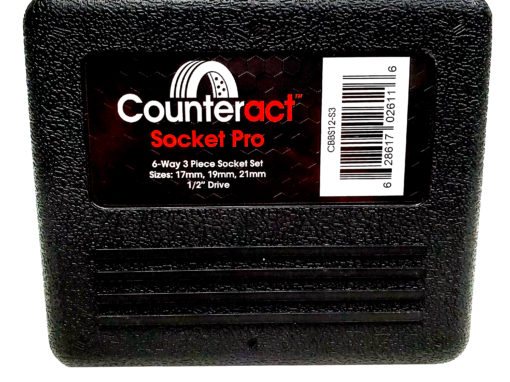 Counteract™
Socket Pro
6-Way 3 Piece Socket Set
Sizes: 17mm, 19mm, 21mm
1/2" Drive
CBBS12-S3
6 28617 02611 6